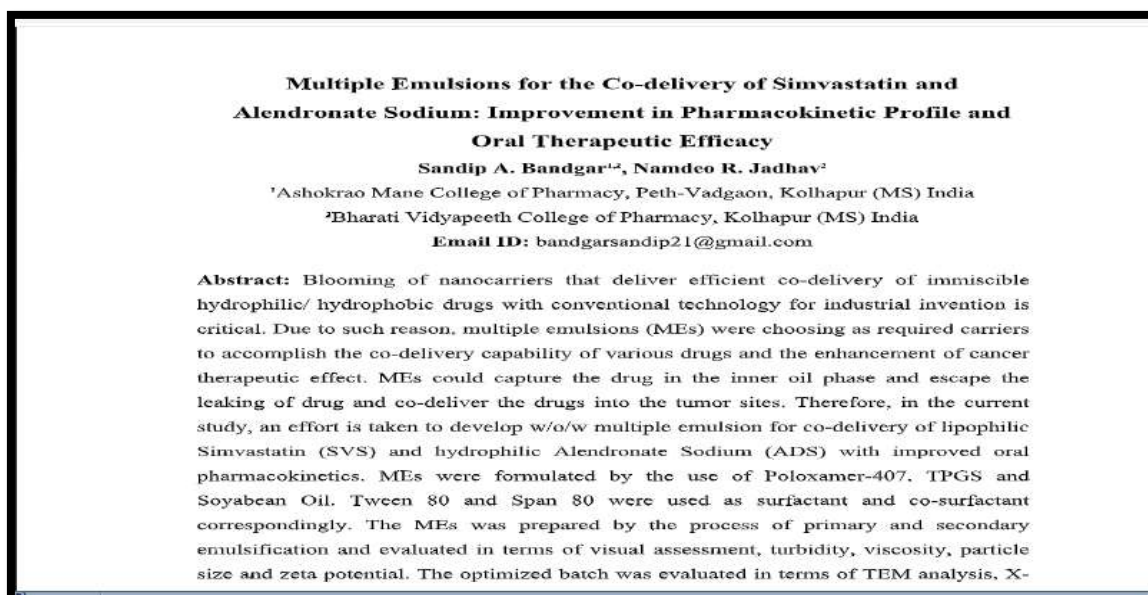 Multiple Emulsions for the Co-delivery of Simvastatin and
Alendronate Sodium: Improvement in Pharmacokinetic Profile and
Oral Therapeutic Efficacy
Sandip A. Bandgar¹,², Namdeo R. Jadhav²
¹Ashokrao Mane College of Pharmacy, Peth-Vadgaon, Kolhapur (MS) India
²Bharati Vidyapeeth College of Pharmacy, Kolhapur (MS) India
Email ID: bandgarsandip21@gmail.com
Abstract: Blooming of nanocarriers that deliver efficient co-delivery of immiscible
hydrophilic/ hydrophobic drugs with conventional technology for industrial invention is
critical. Due to such reason, multiple emulsions (MEs) were choosing as required carriers
to accomplish the co-delivery capability of various drugs and the enhancement of cancer
therapeutic effect. MEs could capture the drug in the inner oil phase and escape the
leaking of drug and co-deliver the drugs into the tumor sites. Therefore, in the current
study, an effort is taken to develop w/o/w multiple emulsion for co-delivery of lipophilic
Simvastatin (SVS) and hydrophilic Alendronate Sodium (ADS) with improved oral
pharmacokinetics. MEs were formulated by the use of Poloxamer-407, TPGS and
Soyabean Oil. Tween 80 and Span 80 were used as surfactant and co-surfactant
correspondingly. The MEs was prepared by the process of primary and secondary
emulsification and evaluated in terms of visual assessment, turbidity, viscosity, particle
size and zeta potential. The optimized batch was evaluated in terms of TEM analysis, X-